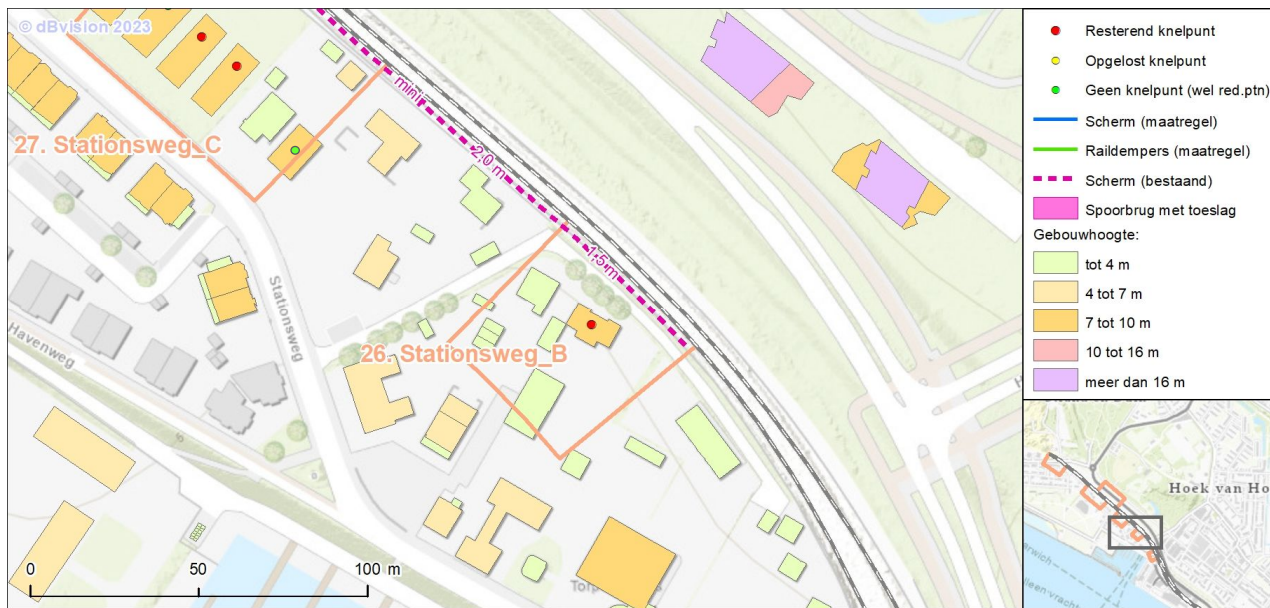 © dBvision 2023
mini
27. Stationsweg_C
2,0 m
1,5 m
Stationsweg
Havenweg
26. Stationsweg_B
0 50 100 m
Resterend knelpunt
Opgelost knelpunt
Geen knelpunt (wel red.ptn)
Scherm (maatregel)
Raildempers (maatregel)
Scherm (bestaand)
Spoorbrug met toeslag
Gebouwhoogte:
tot 4 m
4 tot 7 m
7 tot 10 m
10 tot 16 m
meer dan 16 m
Hoek van Ho